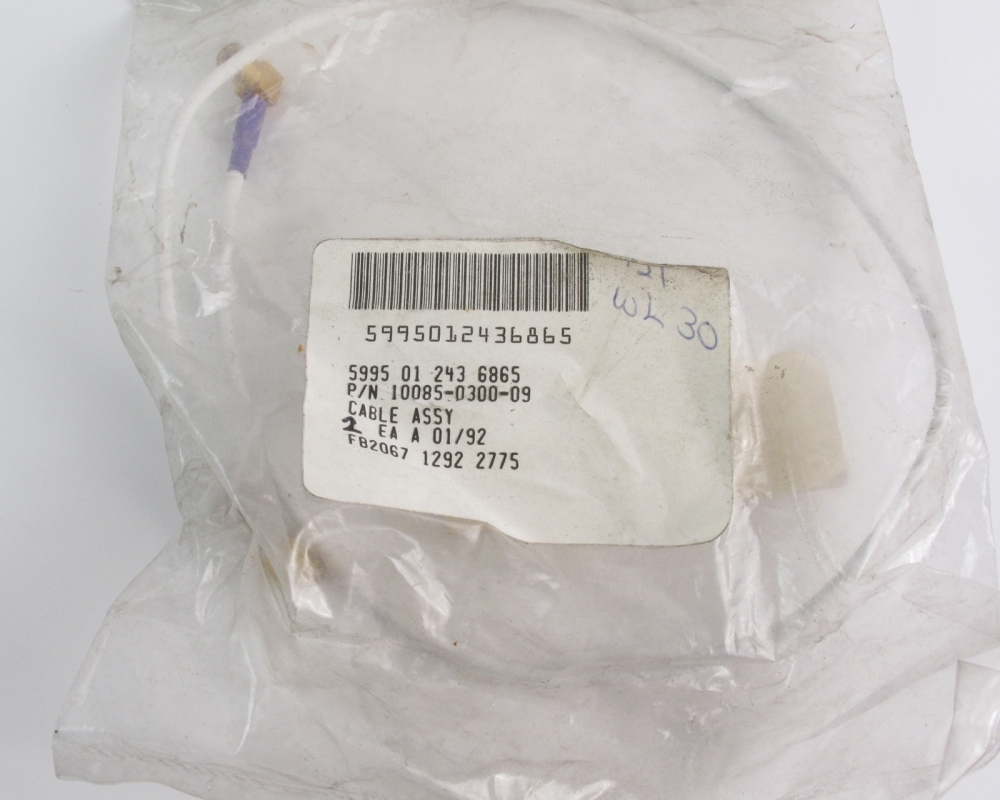 WL 30
5995012436865
5995 01 243 6865
P/N 10085-0300-09
CABLE ASSY
2 EA A 01/92
FB2067 1292 2775